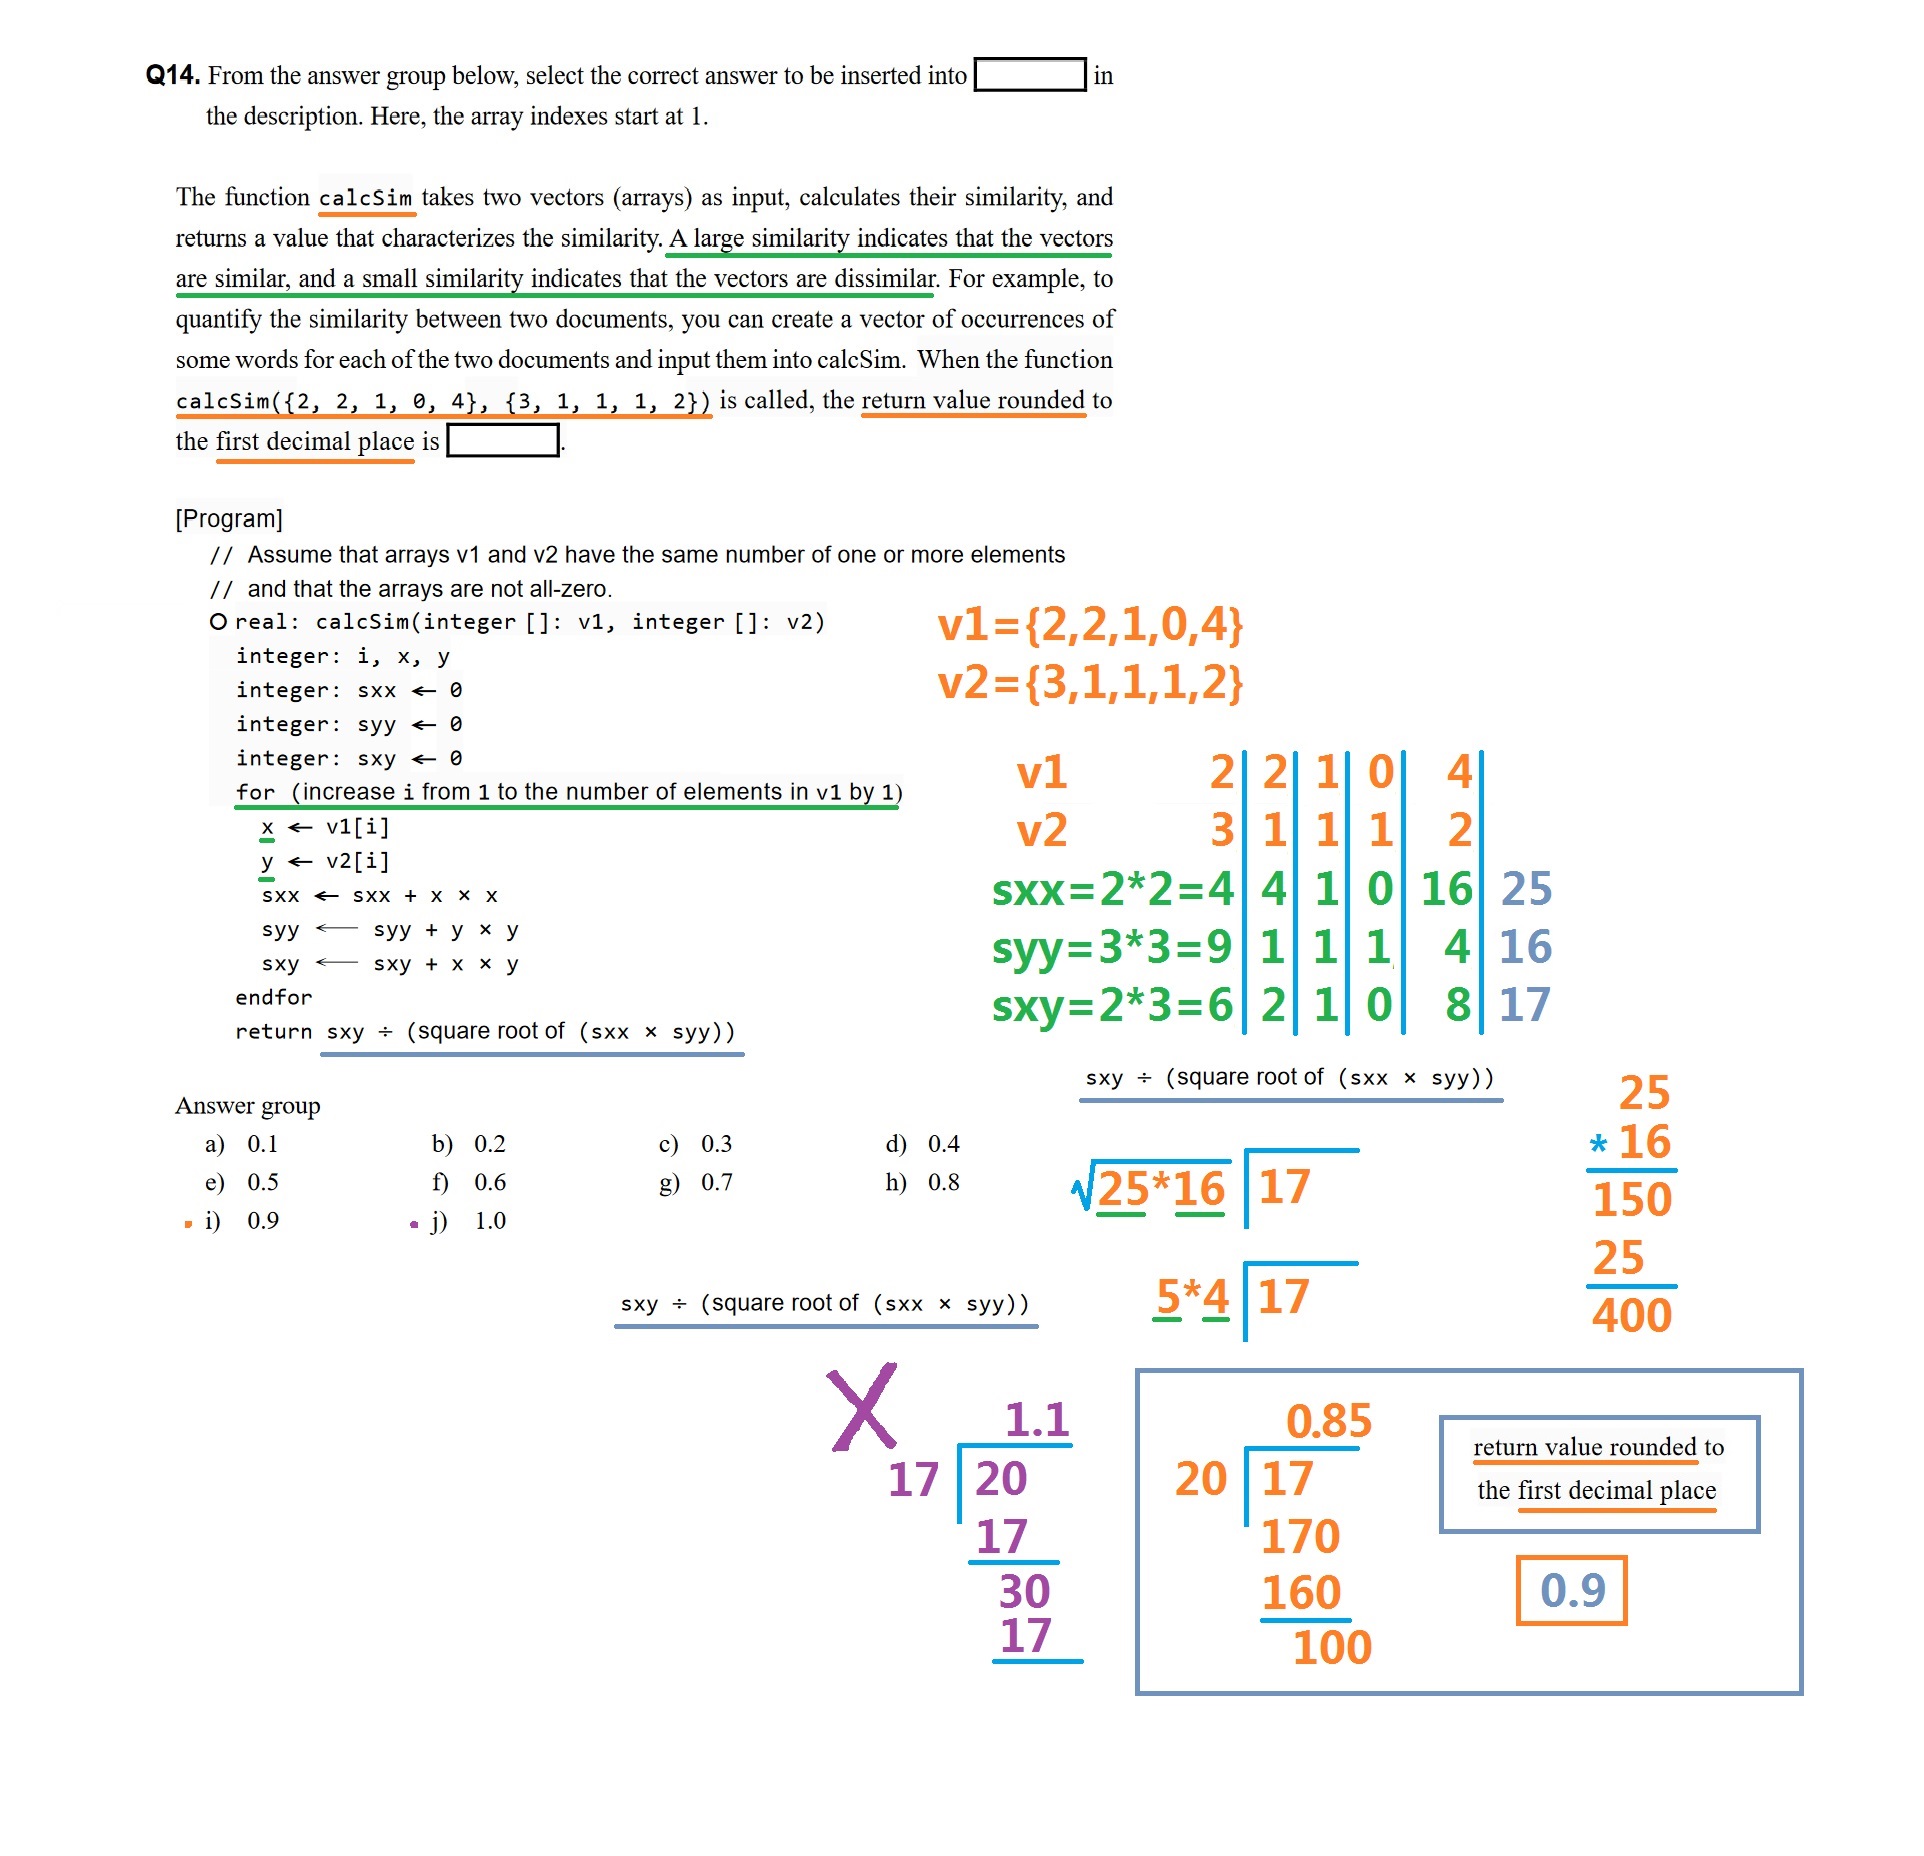 Q14. From the answer group below, select the correct answer to be inserted into in
the description. Here, the array indexes start at 1.
The function calcSim takes two vectors (arrays) as input, calculates their similarity, and
returns a value that characterizes the similarity. A large similarity indicates that the vectors
are similar, and a small similarity indicates that the vectors are dissimilar. For example, to
quantify the similarity between two documents, you can create a vector of occurrences of
some words for each of the two documents and input them into calcSim. When the function
calcSim({2, 2, 1, 0, 4}, {3, 1, 1, 1, 2}) is called, the return value rounded to
the first decimal place is .
[Program]
// Assume that arrays v1 and v2 have the same number of one or more elements
// and that the arrays are not all-zero.
○ real: calcSim(integer []: v1, integer []: v2)
integer: i, x, y
integer: sxx ← 0
integer: syy ← 0
integer: sxy ← 0
for (increase i from 1 to the number of elements in v1 by 1)
x ← v1[i]
y ← v2[i]
sxx ← sxx + x × x
syy ← syy + y × y
sxy ← sxy + x × y
endfor
return sxy ÷ (square root of (sxx × syy))
v1={2,2,1,0,4}
v2={3,1,1,1,2}
v1 2 2 1 0 4
v2 3 1 1 1 2
sxx=2*2=4 4 1 0 16 25
syy=3*3=9 1 1 1, 4 16
sxy=2*3=6 2 1 0 8 17
Answer group
a) 0.1 b) 0.2 c) 0.3 d) 0.4
e) 0.5 f) 0.6 g) 0.7 h) 0.8
i) 0.9 j) 1.0
sxy ÷ (square root of (sxx × syy))
√25*16 17
5*4 17
25
* 16
150
25
400
sxy ÷ (square root of (sxx × syy))
X
1.1
17 20
17
30
17
0.85
20 17
170
160
100
return value rounded to
the first decimal place
0.9